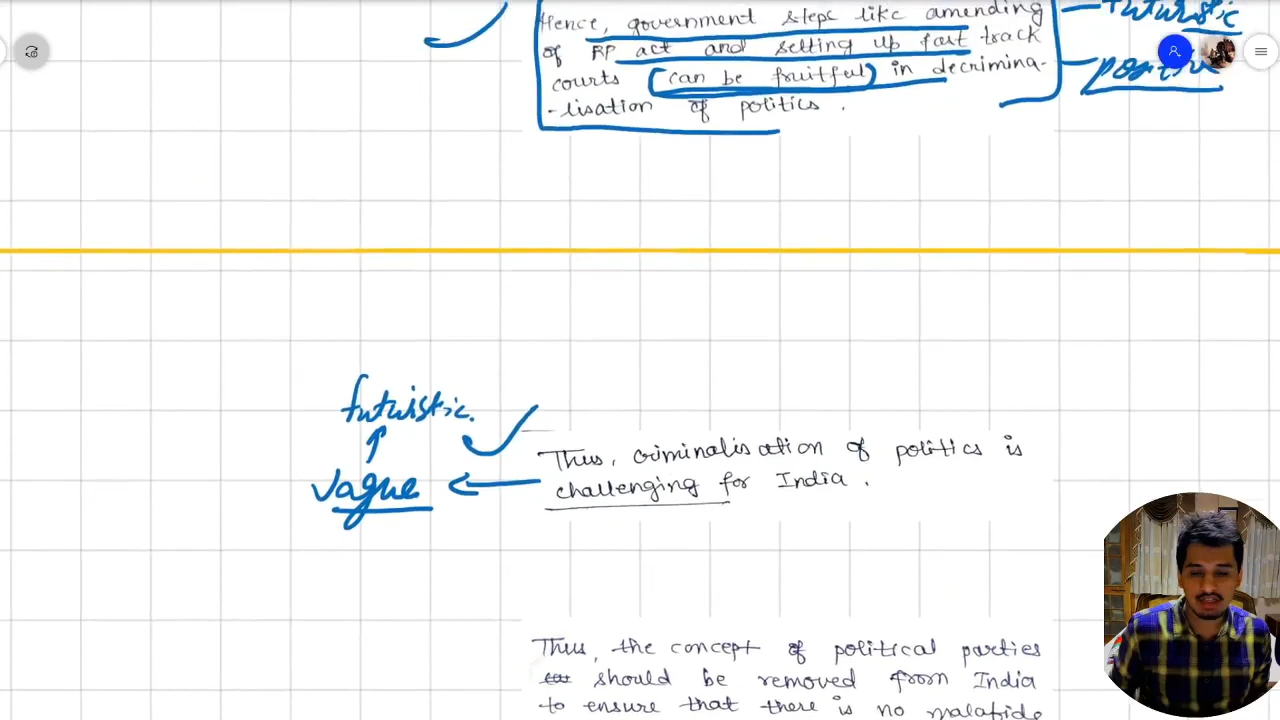 Hence, government steps like amending
of RP act and setting up fast track
courts (can be fruitful) in decrimina-
-lisation of politics.
futuristic
positive
futuristic.
vague
Thus, criminalisation of politics is
challenging for India.
Thus, the concept of political parties
should be removed from India
to ensure that there is no malafide